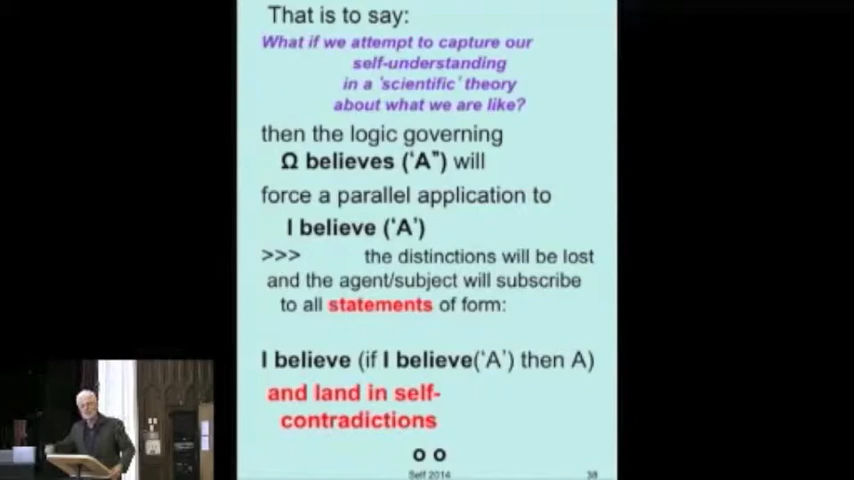 That is to say:
What if we attempt to capture our
self-understanding
in a 'scientific' theory
about what we are like?
then the logic governing
Ω believes ('A'') will
force a parallel application to
I believe ('A')
>>> the distinctions will be lost
and the agent/subject will subscribe
to all statements of form:
I believe (if I believe('A') then A)
and land in self-
contradictions
o o
Self 2014
38